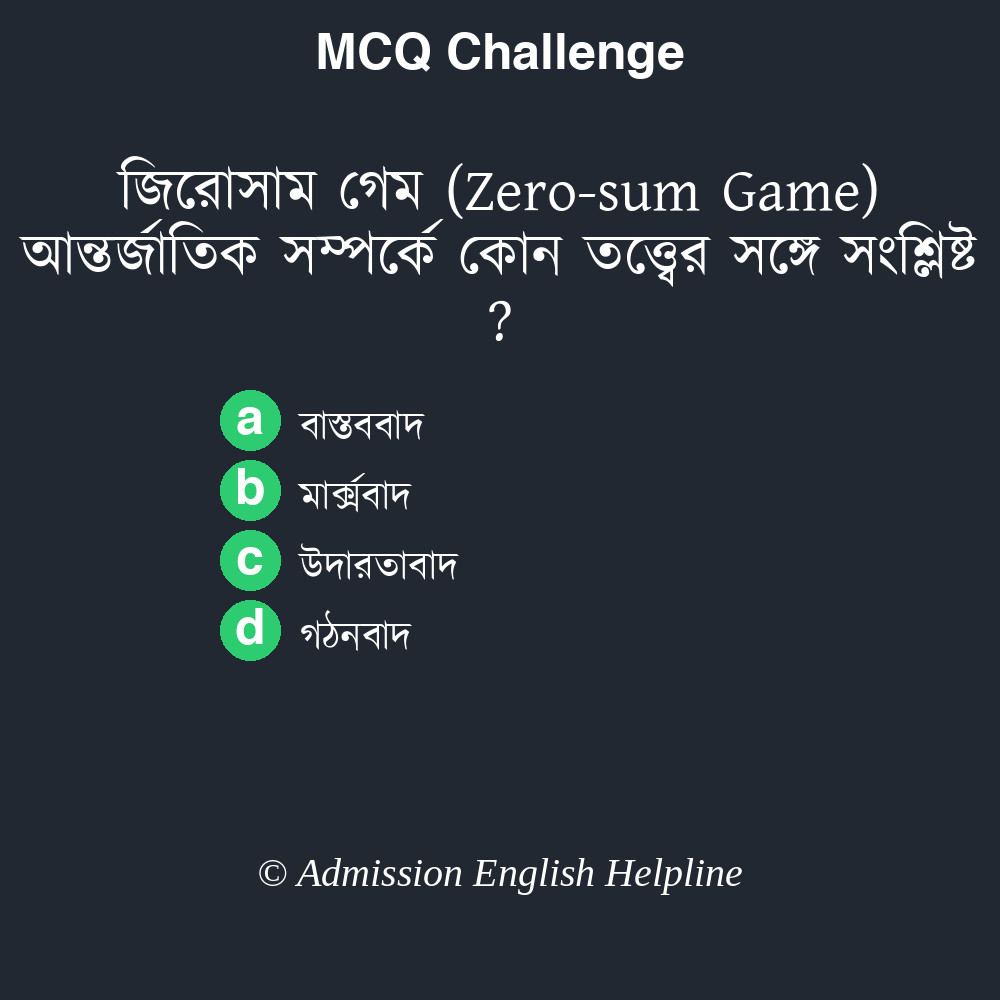 MCQ Challenge
জিরোসাম গেম (Zero-sum Game)
আন্তর্জাতিক সম্পর্কে কোন তত্ত্বের সঙ্গে সংশ্লিষ্ট
?
a বাস্তববাদ
b মার্ক্সবাদ
c উদারতাবাদ
d গঠনবাদ
© Admission English Helpline